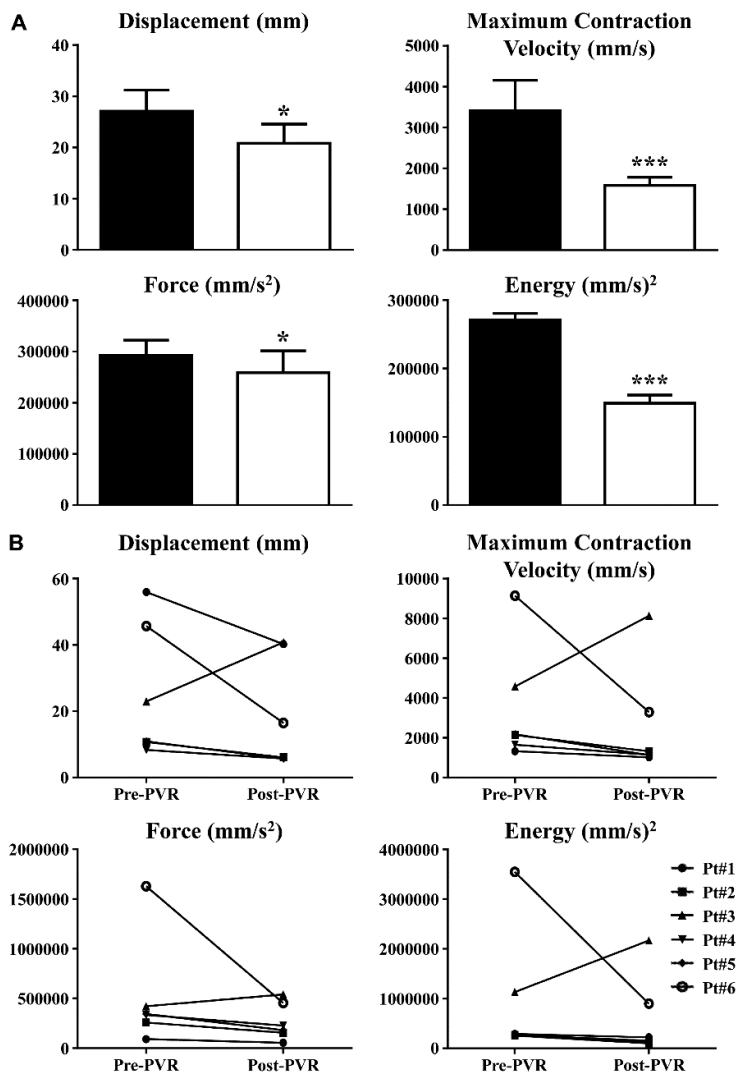 A
Displacement (mm)
40
30
20
10
0
*
Maximum Contraction
Velocity (mm/s)
5000
4000
3000
2000
1000
0
***
Force (mm/s²)
400000
300000
200000
100000
0
*
Energy (mm/s)²
300000
200000
100000
0
***
B
Displacement (mm)
60
40
20
0
Pre-PVR Post-PVR
Maximum Contraction
Velocity (mm/s)
10000
8000
6000
4000
2000
0
Pre-PVR Post-PVR
Force (mm/s²)
2000000
1500000
1000000
500000
0
Pre-PVR Post-PVR
Energy (mm/s)²
4000000
3000000
2000000
1000000
0
Pre-PVR Post-PVR
Pt#1
Pt#2
Pt#3
Pt#4
Pt#5
Pt#6